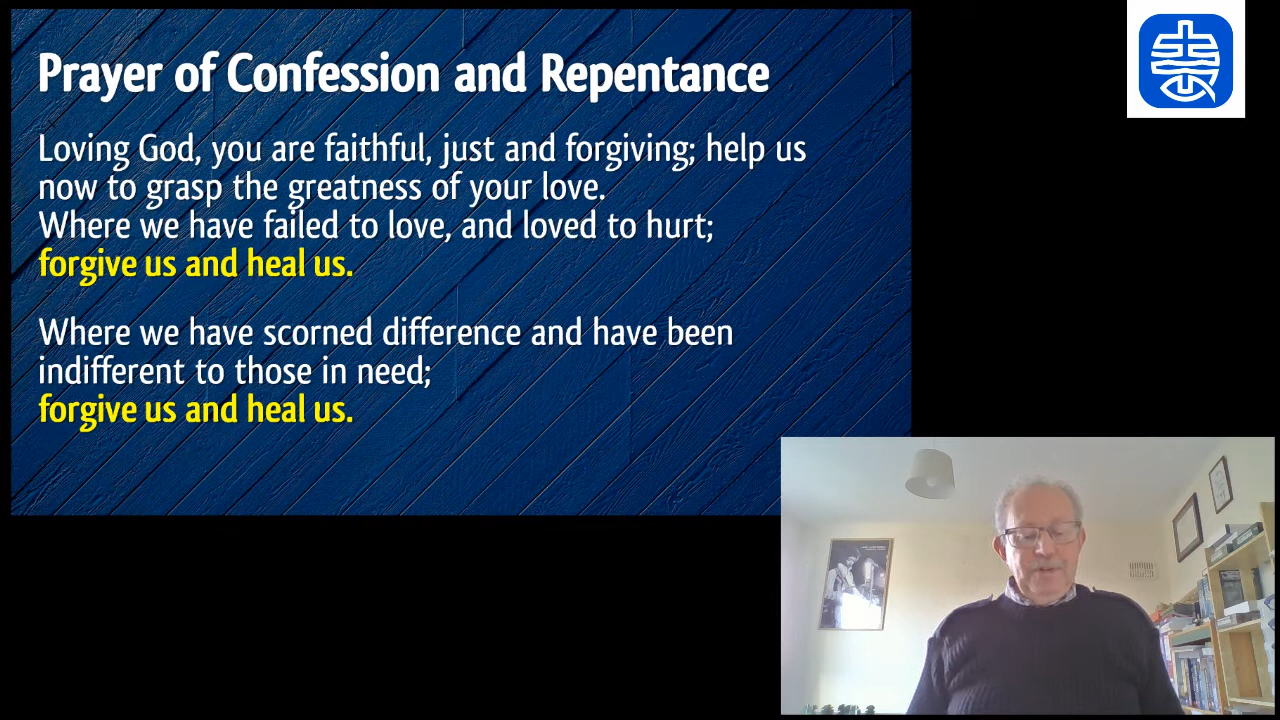 Prayer of Confession and Repentance
Loving God, you are faithful, just and forgiving; help us
now to grasp the greatness of your love.
Where we have failed to love, and loved to hurt;
forgive us and heal us.
Where we have scorned difference and have been
indifferent to those in need;
forgive us and heal us.